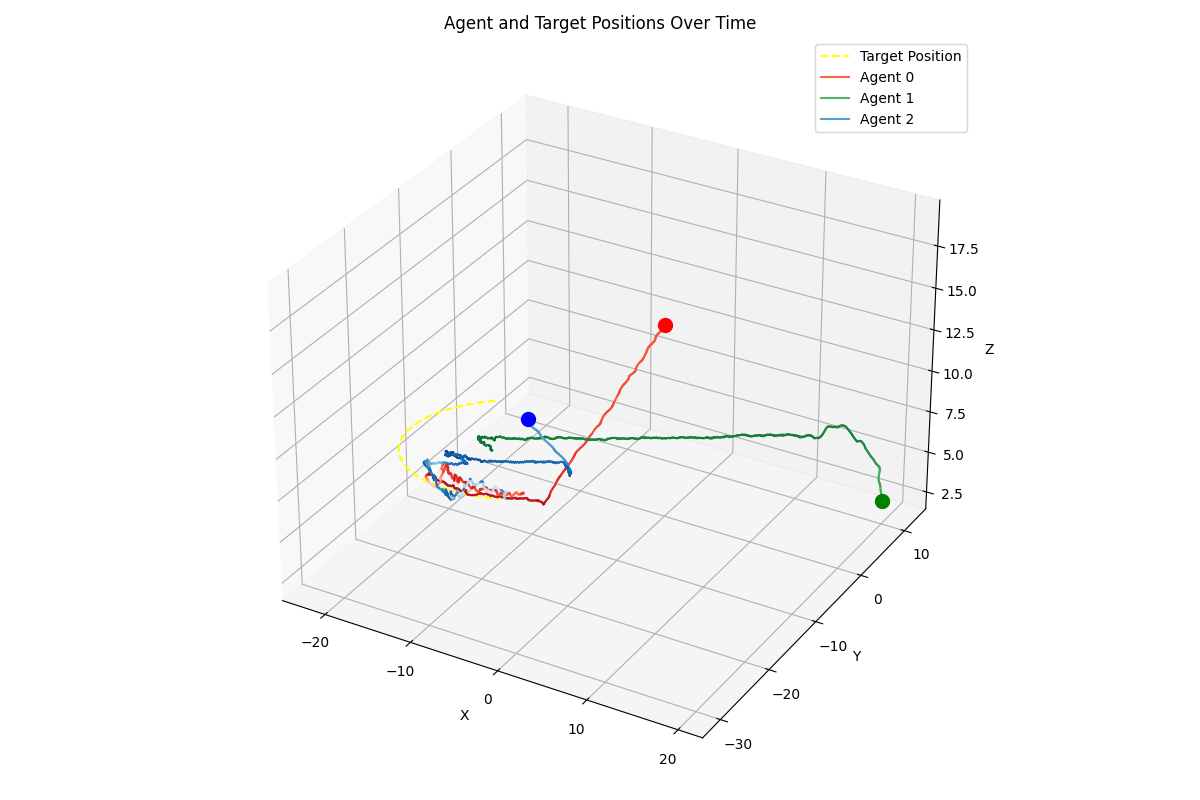 Agent and Target Positions Over Time
Target Position
Agent 0
Agent 1
Agent 2
17.5
15.0
12.5
Z
10.0
7.5
5.0
2.5
10
0
−10
Y
−20
−30
−20
−10
0
X
10
20